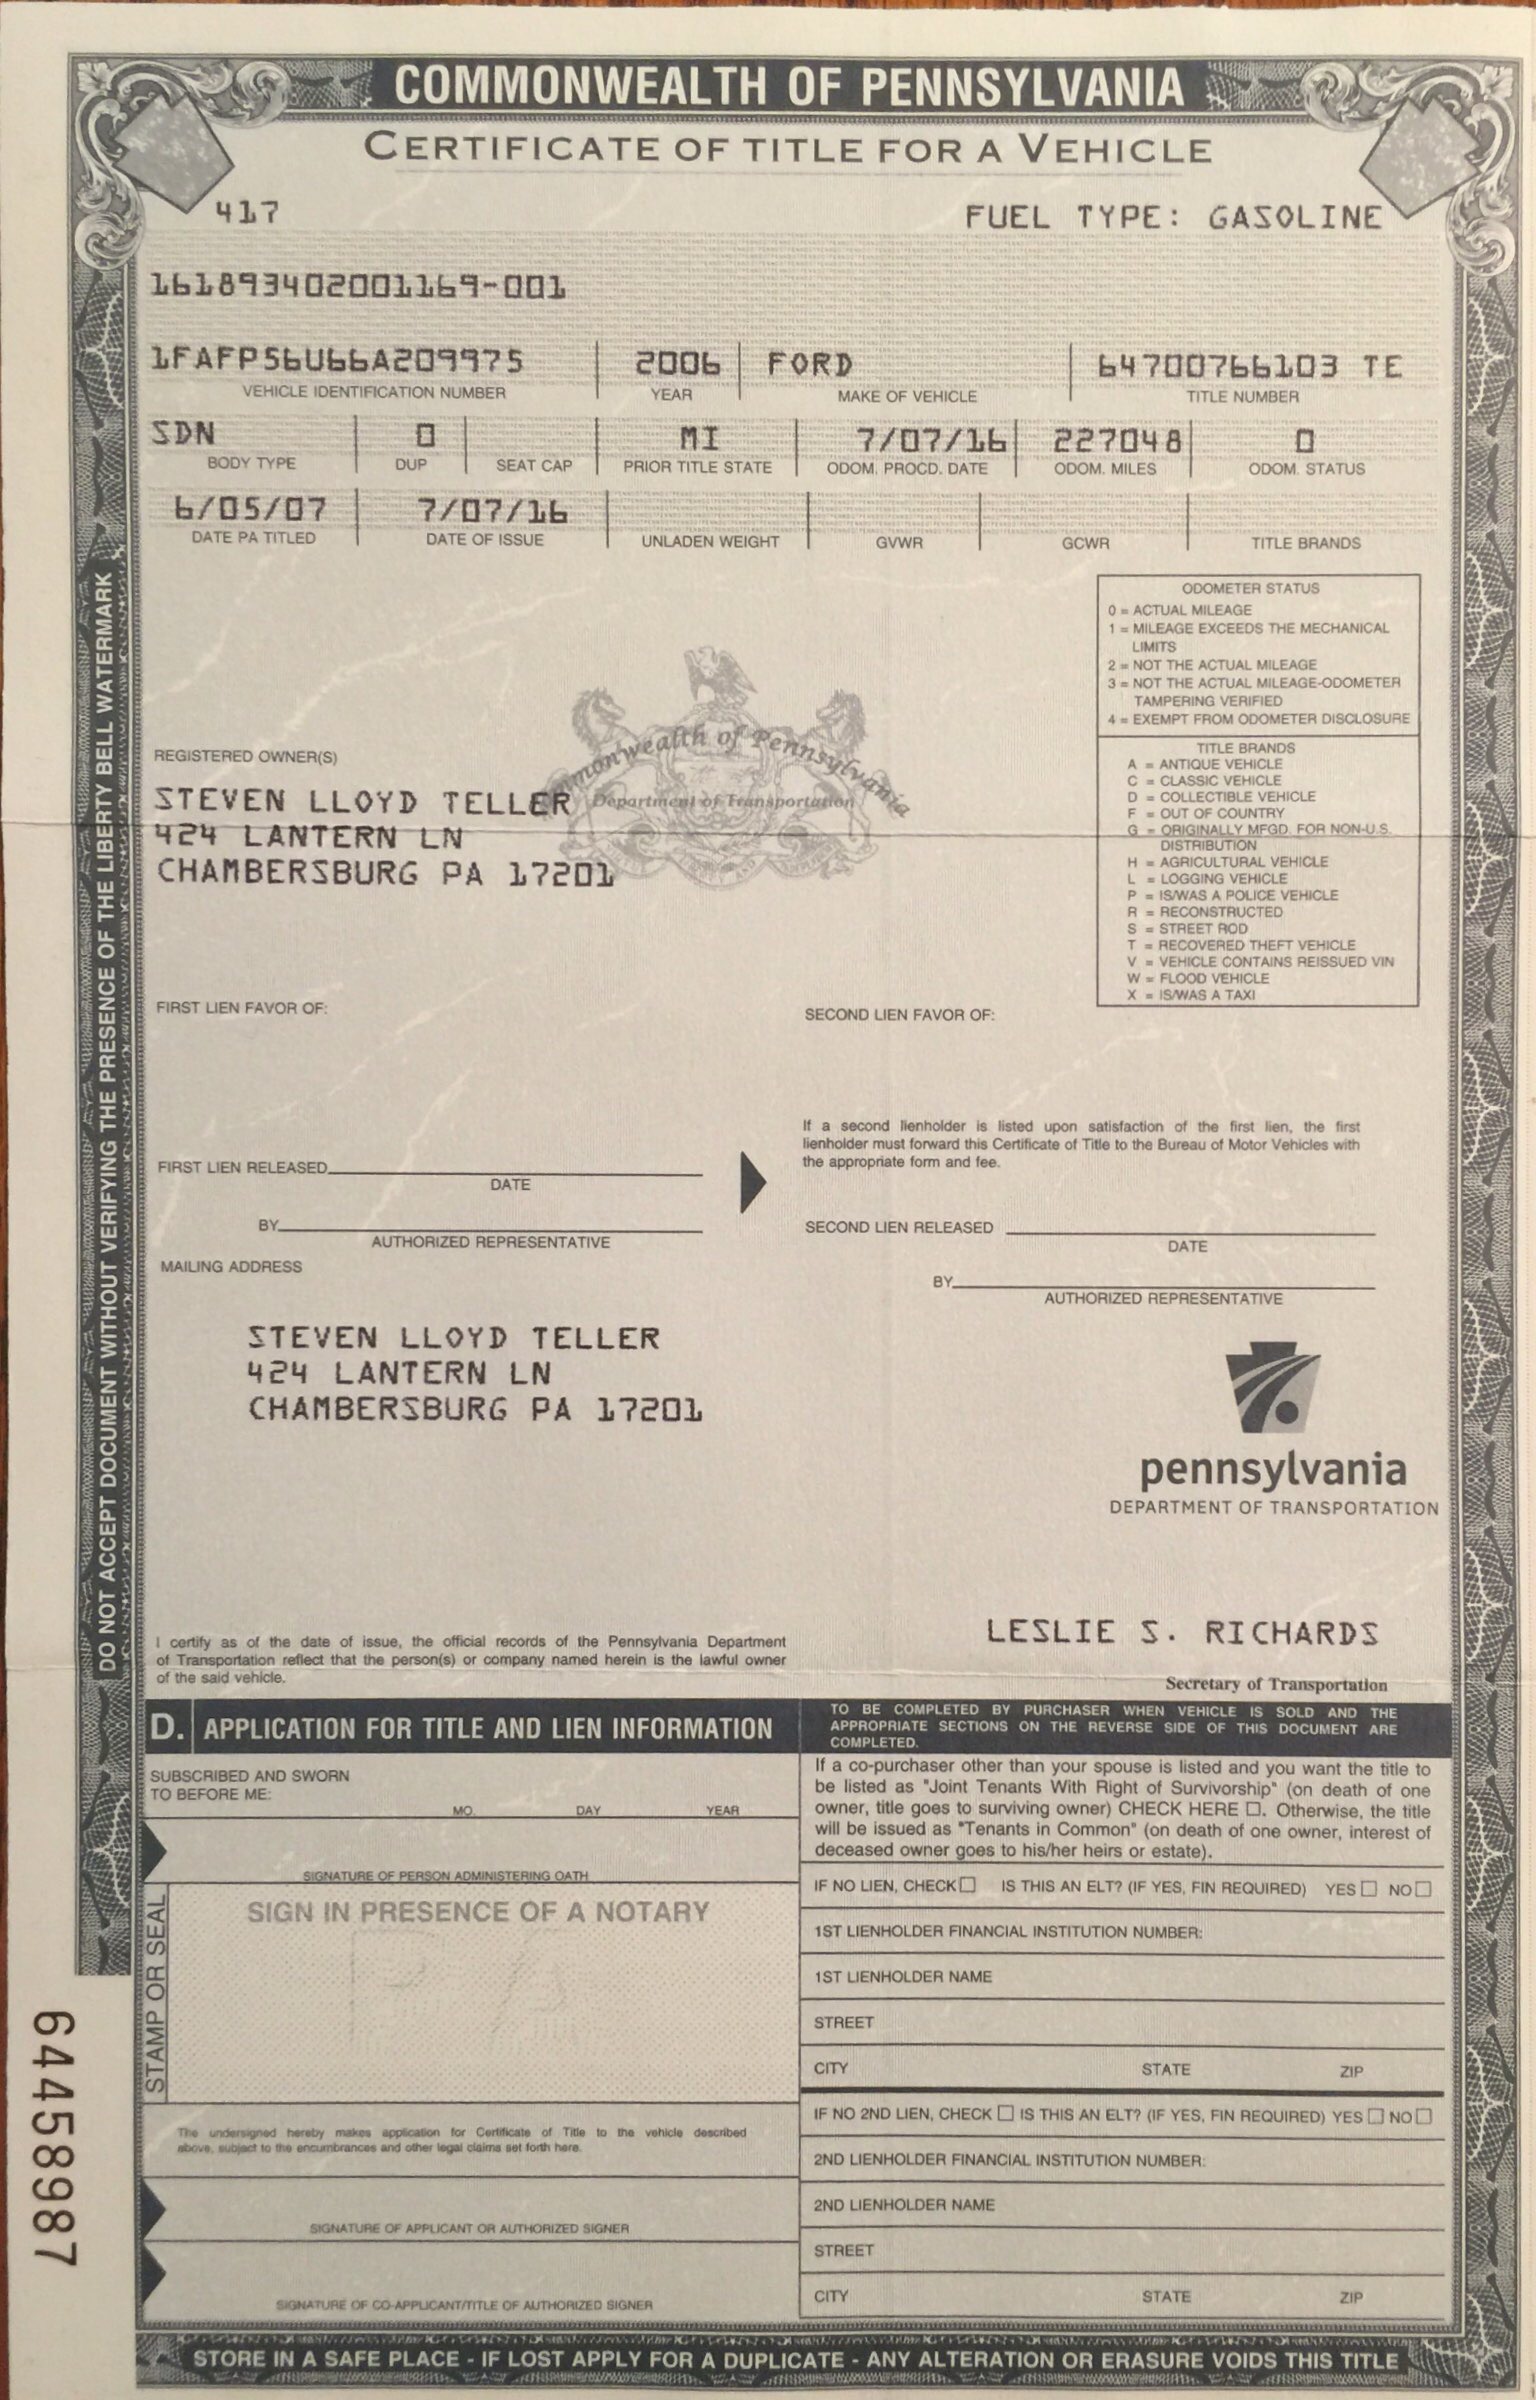 COMMONWEALTH OF PENNSYLVANIA
CERTIFICATE OF TITLE FOR A VEHICLE
417
FUEL TYPE: GASOLINE
161893402001169-001
1FAFP56U66A209975 2006 FORD 64700766103 TE
VEHICLE IDENTIFICATION NUMBER YEAR MAKE OF VEHICLE TITLE NUMBER
SDN 0 MI 7/07/16 227048 0
BODY TYPE DUP SEAT CAP PRIOR TITLE STATE ODOM. PROCD. DATE ODOM. MILES ODOM. STATUS
6/05/07 7/07/16
DATE PA TITLED DATE OF ISSUE UNLADEN WEIGHT GVWR GCWR TITLE BRANDS
ODOMETER STATUS
0 = ACTUAL MILEAGE
1 = MILEAGE EXCEEDS THE MECHANICAL
LIMITS
2 = NOT THE ACTUAL MILEAGE
3 = NOT THE ACTUAL MILEAGE-ODOMETER
TAMPERING VERIFIED
4 = EXEMPT FROM ODOMETER DISCLOSURE
TITLE BRANDS
A = ANTIQUE VEHICLE
C = CLASSIC VEHICLE
D = COLLECTIBLE VEHICLE
F = OUT OF COUNTRY
G = ORIGINALLY MFGD. FOR NON-U.S.
DISTRIBUTION
H = AGRICULTURAL VEHICLE
L = LOGGING VEHICLE
P = IS/WAS A POLICE VEHICLE
R = RECONSTRUCTED
S = STREET ROD
T = RECOVERED THEFT VEHICLE
V = VEHICLE CONTAINS REISSUED VIN
W = FLOOD VEHICLE
X = IS/WAS A TAXI
of Pennsylvania
Department of Transportation
REGISTERED OWNER(S)
STEVEN LLOYD TELLER
424 LANTERN LN
CHAMBERSBURG PA 17201
FIRST LIEN FAVOR OF:
SECOND LIEN FAVOR OF:
If a second lienholder is listed upon satisfaction of the first lien, the first
lienholder must forward this Certificate of Title to the Bureau of Motor Vehicles with
the appropriate form and fee.
FIRST LIEN RELEASED
DATE
BY
AUTHORIZED REPRESENTATIVE
SECOND LIEN RELEASED
DATE
BY
AUTHORIZED REPRESENTATIVE
MAILING ADDRESS
STEVEN LLOYD TELLER
424 LANTERN LN
CHAMBERSBURG PA 17201
pennsylvania
DEPARTMENT OF TRANSPORTATION
I certify as of the date of issue, the official records of the Pennsylvania Department
of Transportation reflect that the person(s) or company named herein is the lawful owner
of the said vehicle.
LESLIE S. RICHARDS
Secretary of Transportation
D. APPLICATION FOR TITLE AND LIEN INFORMATION
TO BE COMPLETED BY PURCHASER WHEN VEHICLE IS SOLD AND THE
APPROPRIATE SECTIONS ON THE REVERSE SIDE OF THIS DOCUMENT ARE
COMPLETED.
SUBSCRIBED AND SWORN
TO BEFORE ME:
MO. DAY YEAR
SIGNATURE OF PERSON ADMINISTERING OATH
STAMP OR SEAL
SIGN IN PRESENCE OF A NOTARY
The undersigned hereby makes application for Certificate of Title to the vehicle described
above, subject to the encumbrances and other legal claims set forth here.
SIGNATURE OF APPLICANT OR AUTHORIZED SIGNER
SIGNATURE OF CO-APPLICANT/TITLE OF AUTHORIZED SIGNER
If a co-purchaser other than your spouse is listed and you want the title to
be listed as "Joint Tenants With Right of Survivorship" (on death of one
owner, title goes to surviving owner) CHECK HERE ☐. Otherwise, the title
will be issued as "Tenants in Common" (on death of one owner, interest of
deceased owner goes to his/her heirs or estate).
IF NO LIEN, CHECK ☐ IS THIS AN ELT? (IF YES, FIN REQUIRED) YES ☐ NO ☐
1ST LIENHOLDER FINANCIAL INSTITUTION NUMBER:
1ST LIENHOLDER NAME
STREET
CITY STATE ZIP
IF NO 2ND LIEN, CHECK ☐ IS THIS AN ELT? (IF YES, FIN REQUIRED) YES ☐ NO ☐
2ND LIENHOLDER FINANCIAL INSTITUTION NUMBER:
2ND LIENHOLDER NAME
STREET
CITY STATE ZIP
STORE IN A SAFE PLACE - IF LOST APPLY FOR A DUPLICATE - ANY ALTERATION OR ERASURE VOIDS THIS TITLE
DO NOT ACCEPT DOCUMENT WITHOUT VERIFYING THE PRESENCE OF THE LIBERTY BELL WATERMARK
64458987